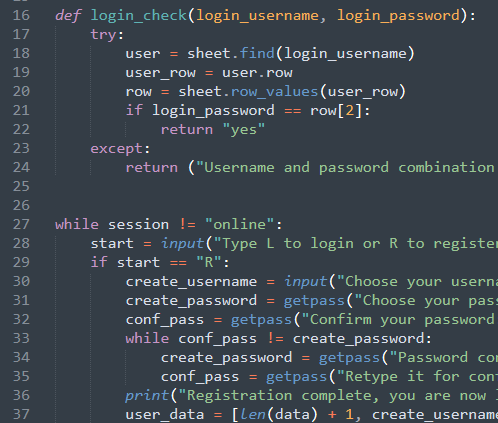 16 def login_check(login_username, login_password):
17     try:
18         user = sheet.find(login_username)
19         user_row = user.row
20         row = sheet.row_values(user_row)
21         if login_password == row[2]:
22             return "yes"
23     except:
24         return ("Username and password combination
25
26
27 while session != "online":
28     start = input("Type L to login or R to register
29     if start == "R":
30         create_username = input("Choose your userna
31         create_password = getpass("Choose your pas
32         conf_pass = getpass("Confirm your password
33         while conf_pass != create_password:
34             create_password = getpass("Password con
35             conf_pass = getpass("Retype it for con
36         print("Registration complete, you are now l
37         user_data = [len(data) + 1, create_username